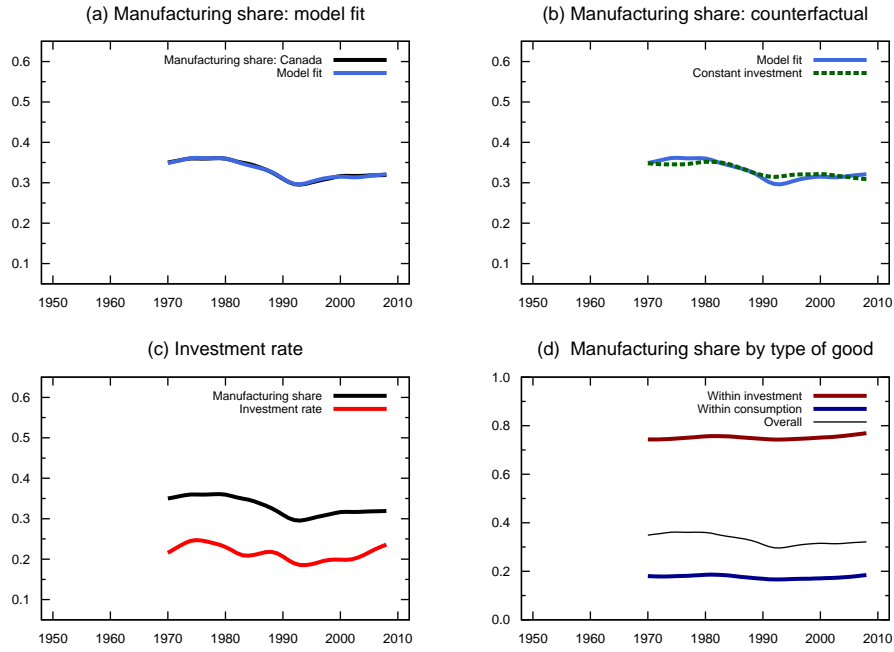 (a) Manufacturing share: model fit
0.6
0.5
0.4
0.3
0.2
0.1
Manufacturing share: Canada
Model fit
1950 1960 1970 1980 1990 2000 2010
(b) Manufacturing share: counterfactual
0.6
0.5
0.4
0.3
0.2
0.1
Model fit
Constant investment
1950 1960 1970 1980 1990 2000 2010
(c) Investment rate
0.6
0.5
0.4
0.3
0.2
0.1
Manufacturing share
Investment rate
1950 1960 1970 1980 1990 2000 2010
(d) Manufacturing share by type of good
1.0
0.8
0.6
0.4
0.2
0.0
Within investment
Within consumption
Overall
1950 1960 1970 1980 1990 2000 2010